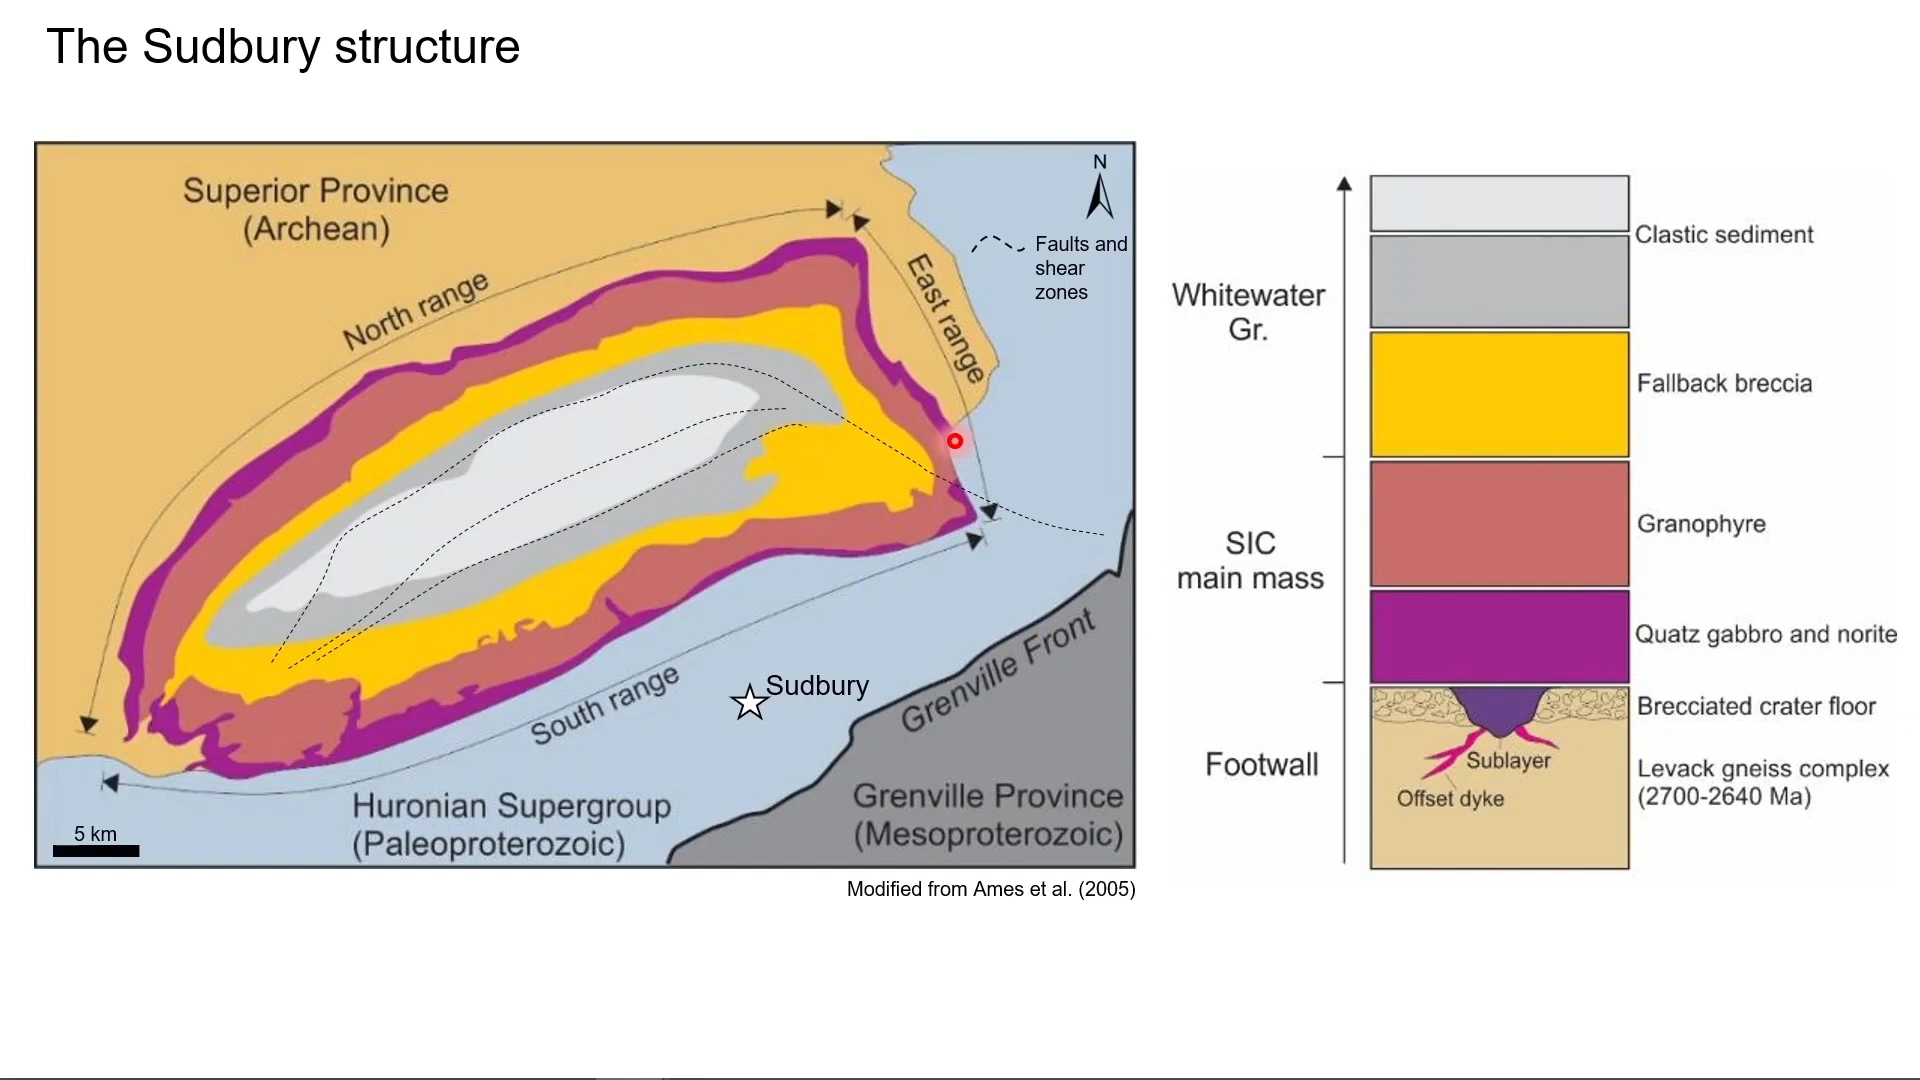 The Sudbury structure
Superior Province
(Archean)
N
Faults and
shear
zones
North range
East range
South range
Sudbury
Grenville Front
Huronian Supergroup
(Paleoproterozoic)
Grenville Province
(Mesoproterozoic)
5 km
Modified from Ames et al. (2005)
Whitewater
Gr.
SIC
main mass
Footwall
Clastic sediment
Fallback breccia
Granophyre
Quatz gabbro and norite
Brecciated crater floor
Sublayer
Offset dyke
Levack gneiss complex
(2700-2640 Ma)